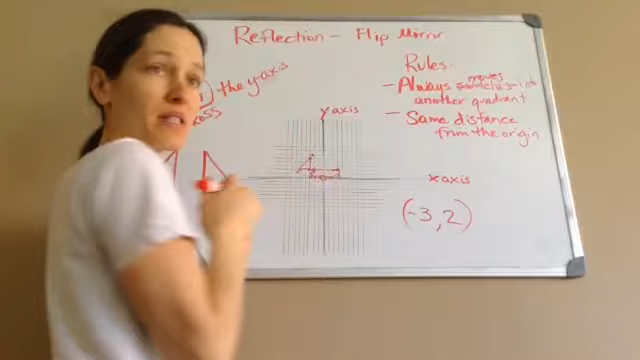 Reflection - Flip Mirror
the y-axis
Rules:
- Always moves
into
another quadrant
- Same distance
from the origin
y axis
x axis
(-3, 2)